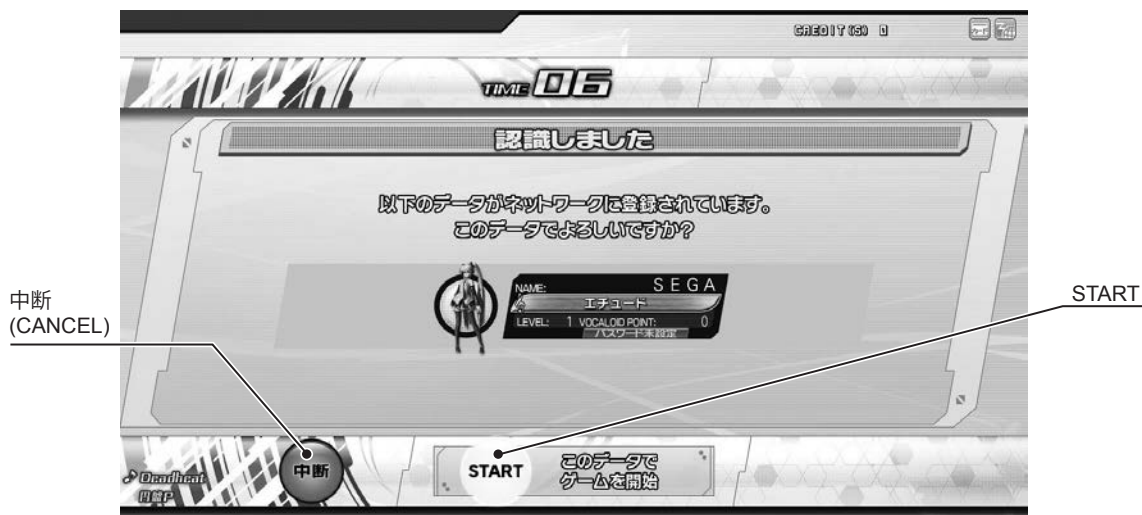 CREDIT(S) 0
TIME 06
認識しました
以下のデータがネットワークに登録されています。
このデータでよろしいですか?
NAME: SEGA
エチュード
LEVEL: 1 VOCALOID POINT: 0
パスワード未設定
中断
(CANCEL)
START
中断
START
このデータで
ゲームを開始
Deadheat
円盤P